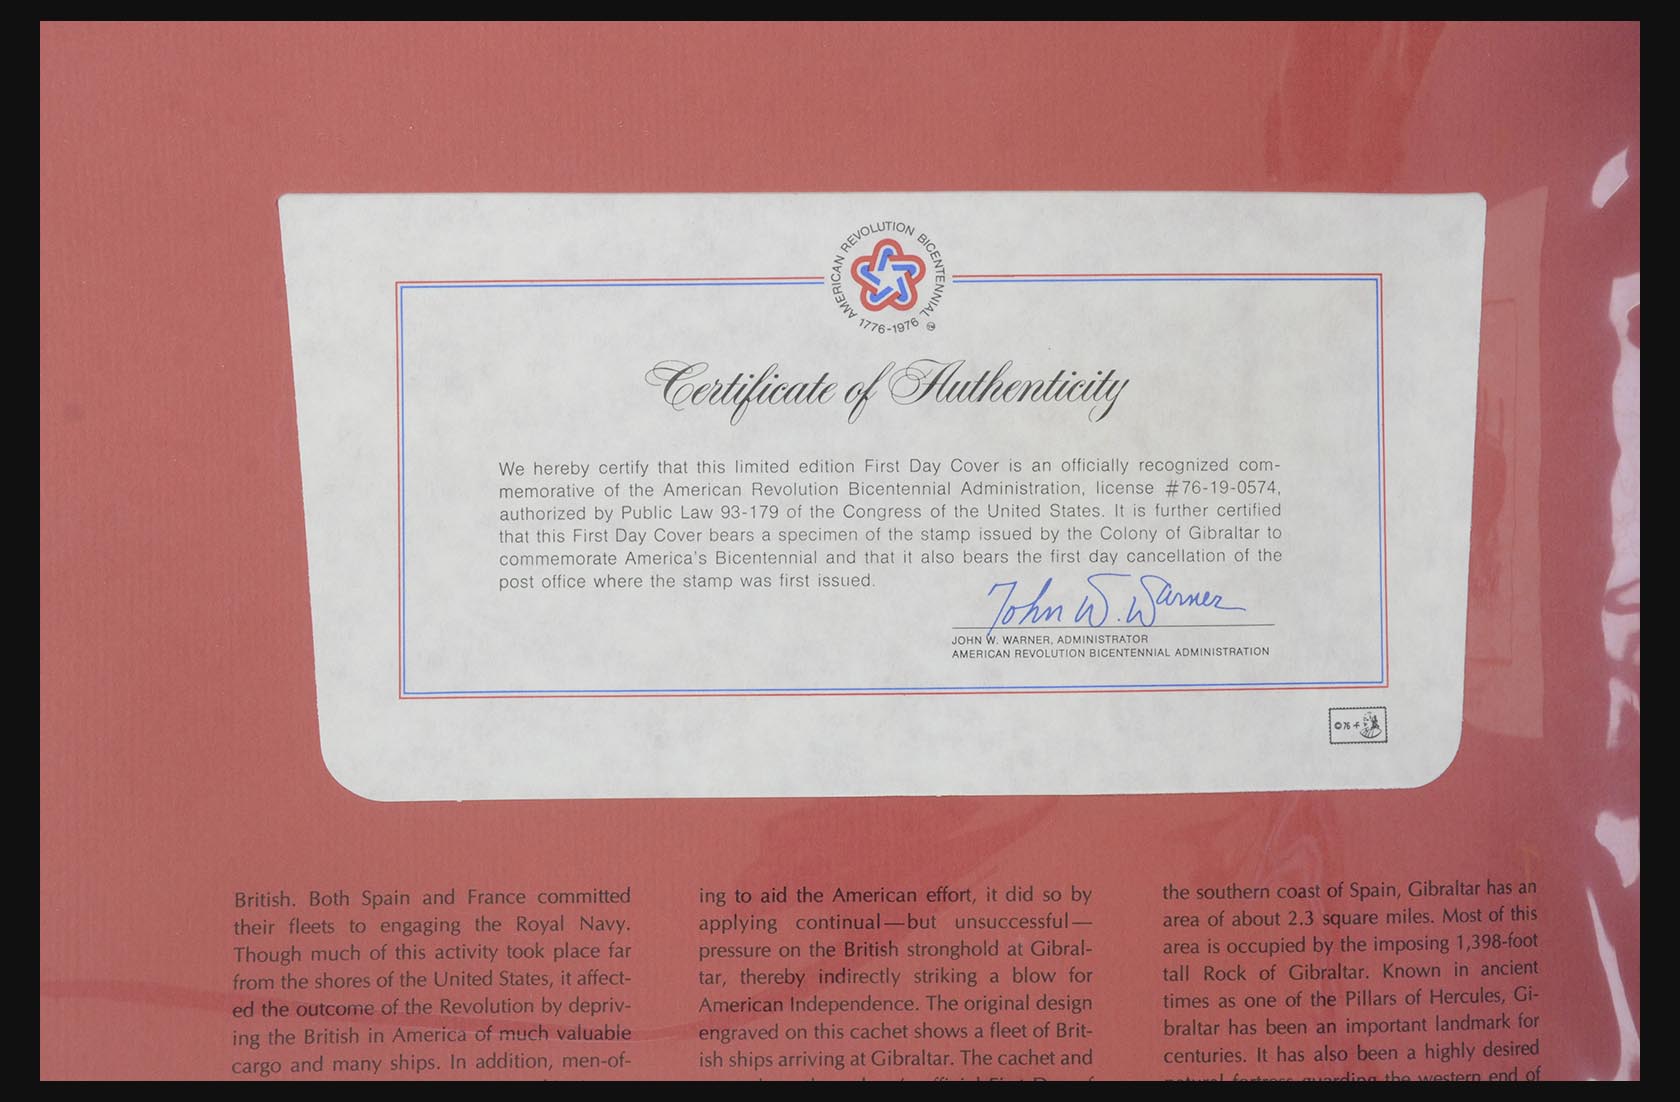 AMERICAN REVOLUTION BICENTENNIAL
1776-1976
Certificate of Authenticity
We hereby certify that this limited edition First Day Cover is an officially recognized com-
memorative of the American Revolution Bicentennial Administration, license #76-19-0574,
authorized by Public Law 93-179 of the Congress of the United States. It is further certified
that this First Day Cover bears a specimen of the stamp issued by the Colony of Gibraltar to
commemorate America's Bicentennial and that it also bears the first day cancellation of the
post office where the stamp was first issued.
John W. Warner
JOHN W. WARNER, ADMINISTRATOR
AMERICAN REVOLUTION BICENTENNIAL ADMINISTRATION
©76
British. Both Spain and France committed
their fleets to engaging the Royal Navy.
Though much of this activity took place far
from the shores of the United States, it affect-
ed the outcome of the Revolution by depriv-
ing the British in America of much valuable
cargo and many ships. In addition, men-of-
ing to aid the American effort, it did so by
applying continual—but unsuccessful—
pressure on the British stronghold at Gibral-
tar, thereby indirectly striking a blow for
American Independence. The original design
engraved on this cachet shows a fleet of Brit-
ish ships arriving at Gibraltar. The cachet and
official First Day of
the southern coast of Spain, Gibraltar has an
area of about 2.3 square miles. Most of this
area is occupied by the imposing 1,398-foot
tall Rock of Gibraltar. Known in ancient
times as one of the Pillars of Hercules, Gi-
braltar has been an important landmark for
centuries. It has also been a highly desired
natural fortress guarding the western end of